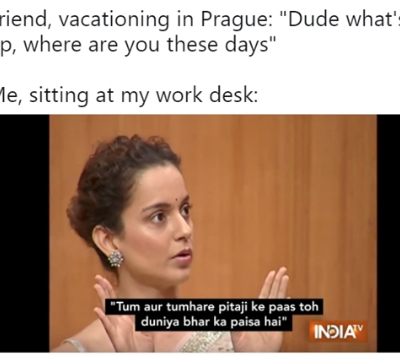 riend, vacationing in Prague: "Dude what's
p, where are you these days"
Me, sitting at my work desk:
"Tum aur tumhare pitaji ke paas toh
duniya bhar ka paisa hai"
INDIA TV